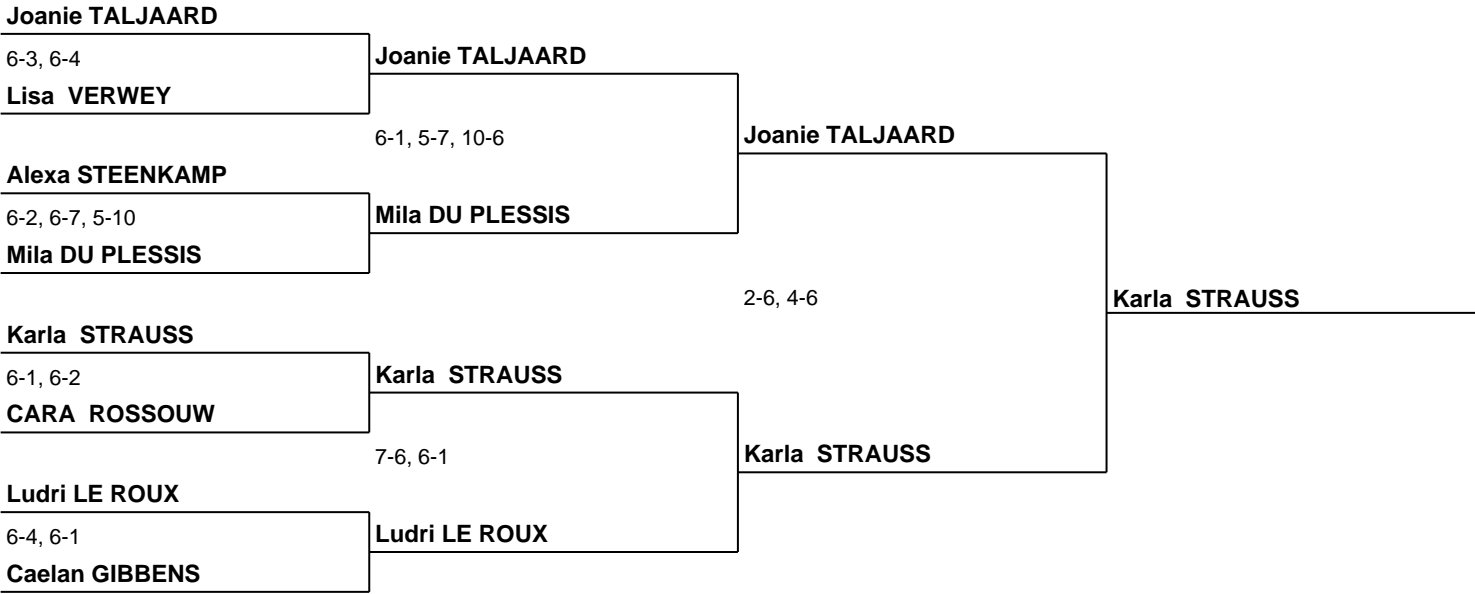 Joanie TALJAARD
6-3, 6-4
Joanie TALJAARD
Lisa VERWEY
6-1, 5-7, 10-6
Joanie TALJAARD
Alexa STEENKAMP
6-2, 6-7, 5-10
Mila DU PLESSIS
Mila DU PLESSIS
2-6, 4-6
Karla STRAUSS
Karla STRAUSS
6-1, 6-2
Karla STRAUSS
CARA ROSSOUW
7-6, 6-1
Karla STRAUSS
Ludri LE ROUX
6-4, 6-1
Ludri LE ROUX
Caelan GIBBENS